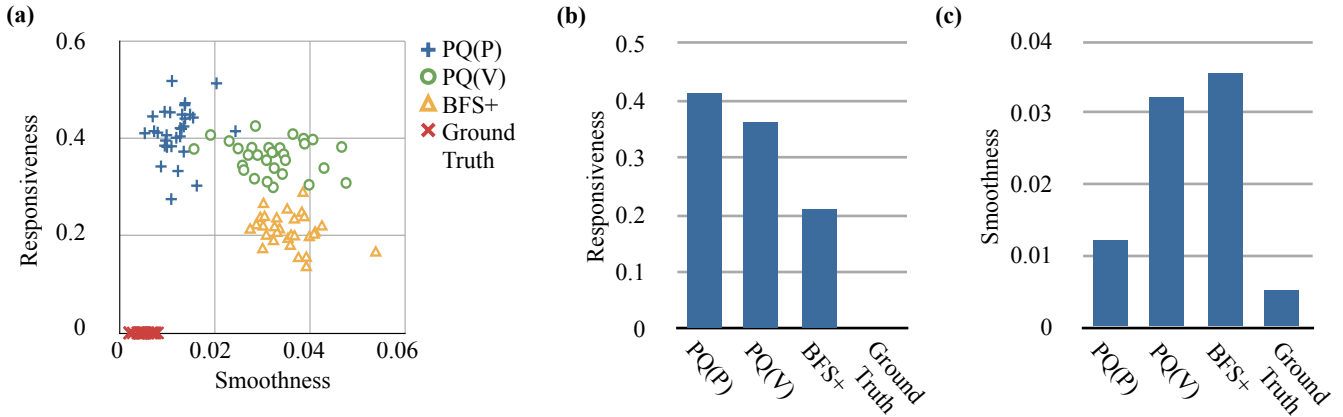 (a)
Responsiveness
0.6
0.4
0.2
0
0
0.02
0.04
0.06
Smoothness
PQ(P)
PQ(V)
BFS+
Ground
Truth
(b)
Responsiveness
0.5
0.4
0.3
0.2
0.1
0
PQ(P)
PQ(V)
BFS+
Ground
Truth
(c)
Smoothness
0.04
0.03
0.02
0.01
0
PQ(P)
PQ(V)
BFS+
Ground
Truth